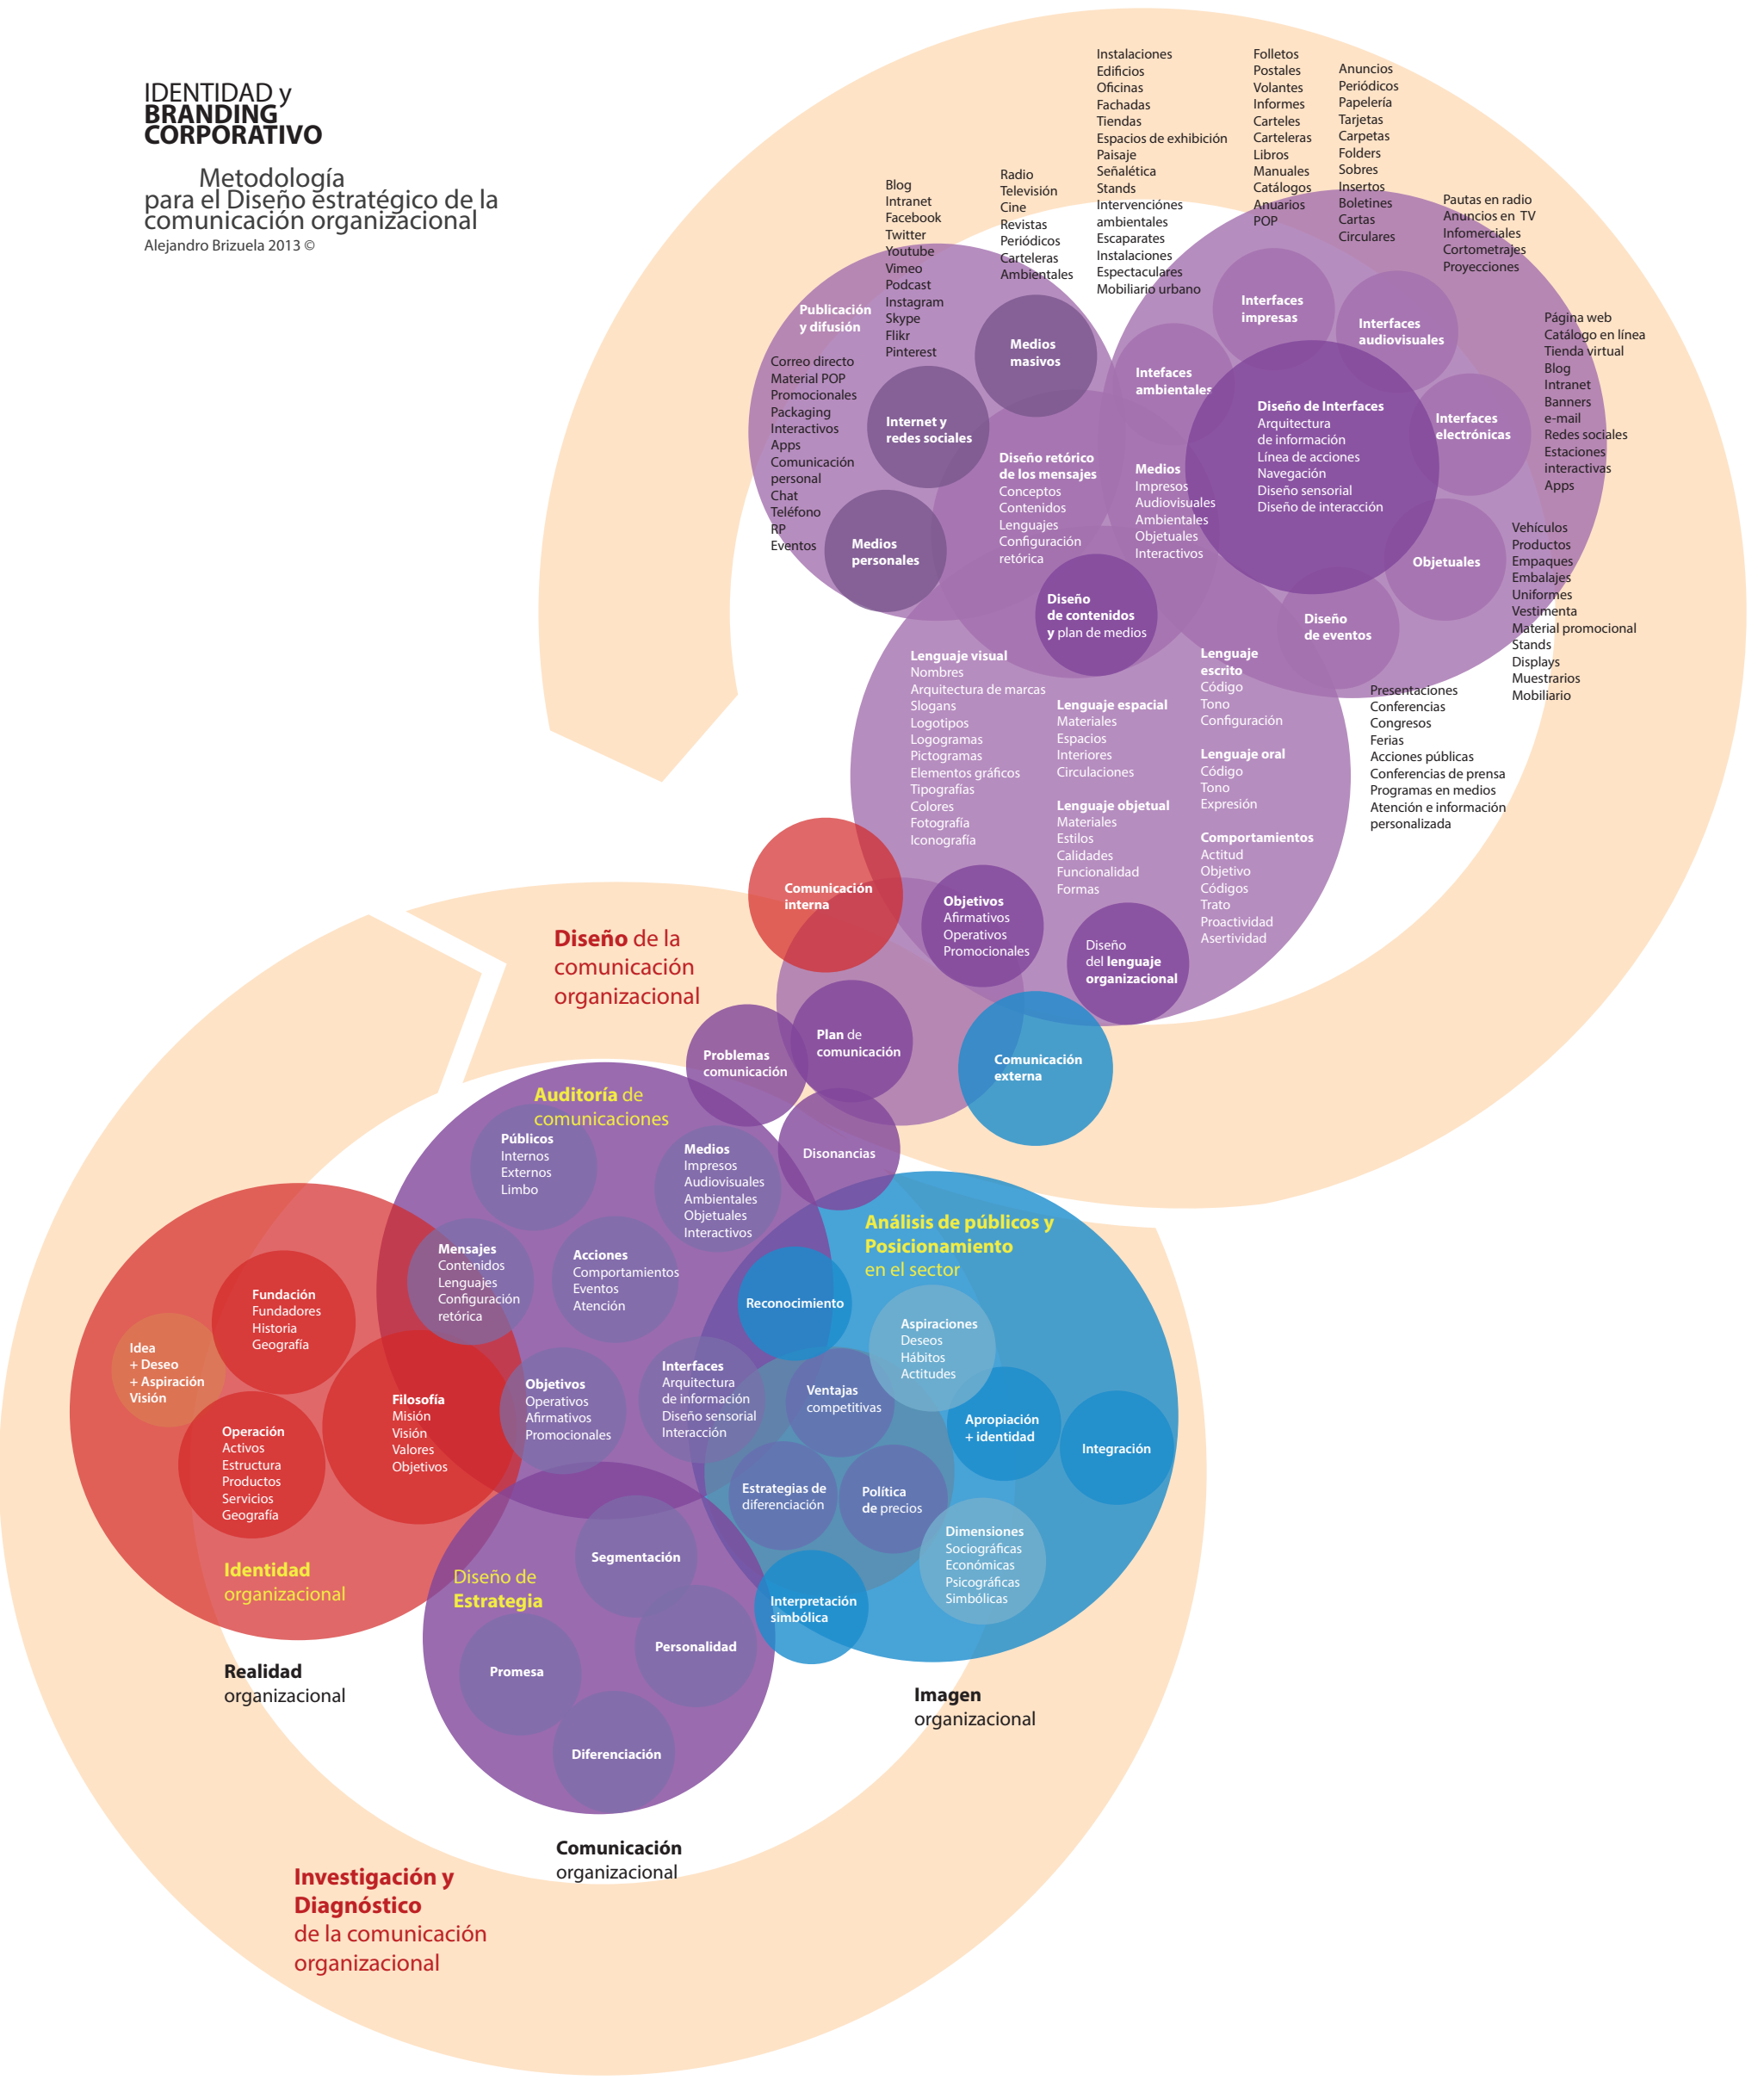 IDENTIDAD y
BRANDING
CORPORATIVO
Metodología
para el Diseño estratégico de la
comunicación organizacional
Alejandro Brizuela 2013 ©
Instalaciones
Edificios
Oficinas
Fachadas
Tiendas
Espacios de exhibición
Paisaje
Señalética
Stands
Intervenciónes
ambientales
Escaparates
Instalaciones
Espectaculares
Mobiliario urbano
Folletos
Postales
Volantes
Informes
Carteles
Carteleras
Libros
Manuales
Catálogos
Anuarios
POP
Anuncios
Periódicos
Papelería
Tarjetas
Carpetas
Folders
Sobres
Insertos
Boletines
Cartas
Circulares
Pautas en radio
Anuncios en TV
Infomerciales
Cortometrajes
Proyecciones
Radio
Televisión
Cine
Revistas
Periódicos
Carteleras
Ambientales
Blog
Intranet
Facebook
Twitter
Youtube
Vimeo
Podcast
Instagram
Skype
Flikr
Pinterest
Publicación
y difusión
Correo directo
Material POP
Promocionales
Packaging
Interactivos
Apps
Comunicación
personal
Chat
Teléfono
RP
Eventos
Medios
masivos
Internet y
redes sociales
Medios
personales
Interfaces
impresas
Interfaces
audiovisuales
Intefaces
ambientales
Interfaces
electrónicas
Página web
Catálogo en línea
Tienda virtual
Blog
Intranet
Banners
e-mail
Redes sociales
Estaciones
interactivas
Apps
Diseño de Interfaces
Arquitectura
de información
Línea de acciones
Navegación
Diseño sensorial
Diseño de interacción
Diseño retórico
de los mensajes
Conceptos
Contenidos
Lenguajes
Configuración
retórica
Medios
Impresos
Audiovisuales
Ambientales
Objetuales
Interactivos
Objetuales
Vehículos
Productos
Empaques
Embalajes
Uniformes
Vestimenta
Material promocional
Stands
Displays
Muestrarios
Mobiliario
Diseño
de contenidos
y plan de medios
Diseño
de eventos
Presentaciones
Conferencias
Congresos
Ferias
Acciones públicas
Conferencias de prensa
Programas en medios
Atención e información
personalizada
Lenguaje visual
Nombres
Arquitectura de marcas
Slogans
Logotipos
Logogramas
Pictogramas
Elementos gráficos
Tipografías
Colores
Fotografía
Iconografía
Lenguaje espacial
Materiales
Espacios
Interiores
Circulaciones
Lenguaje objetual
Materiales
Estilos
Calidades
Funcionalidad
Formas
Lenguaje
escrito
Código
Tono
Configuración
Lenguaje oral
Código
Tono
Expresión
Comportamientos
Actitud
Objetivo
Códigos
Trato
Proactividad
Asertividad
Comunicación
interna
Objetivos
Afirmativos
Operativos
Promocionales
Diseño
del lenguaje
organizacional
Diseño de la
comunicación
organizacional
Plan de
comunicación
Problemas
comunicación
Comunicación
externa
Disonancias
Auditoría de
comunicaciones
Públicos
Internos
Externos
Limbo
Medios
Impresos
Audiovisuales
Ambientales
Objetuales
Interactivos
Mensajes
Contenidos
Lenguajes
Configuración
retórica
Acciones
Comportamientos
Eventos
Atención
Objetivos
Operativos
Afirmativos
Promocionales
Interfaces
Arquitectura
de información
Diseño sensorial
Interacción
Análisis de públicos y
Posicionamiento
en el sector
Reconocimiento
Aspiraciones
Deseos
Hábitos
Actitudes
Ventajas
competitivas
Apropiación
+ identidad
Integración
Estrategias de
diferenciación
Política
de precios
Dimensiones
Sociográficas
Económicas
Psicográficas
Simbólicas
Interpretación
simbólica
Fundación
Fundadores
Historia
Geografía
Idea
+ Deseo
+ Aspiración
Visión
Filosofía
Misión
Visión
Valores
Objetivos
Operación
Activos
Estructura
Productos
Servicios
Geografía
Identidad
organizacional
Diseño de
Estrategia
Segmentación
Personalidad
Promesa
Diferenciación
Realidad
organizacional
Imagen
organizacional
Comunicación
organizacional
Investigación y
Diagnóstico
de la comunicación
organizacional